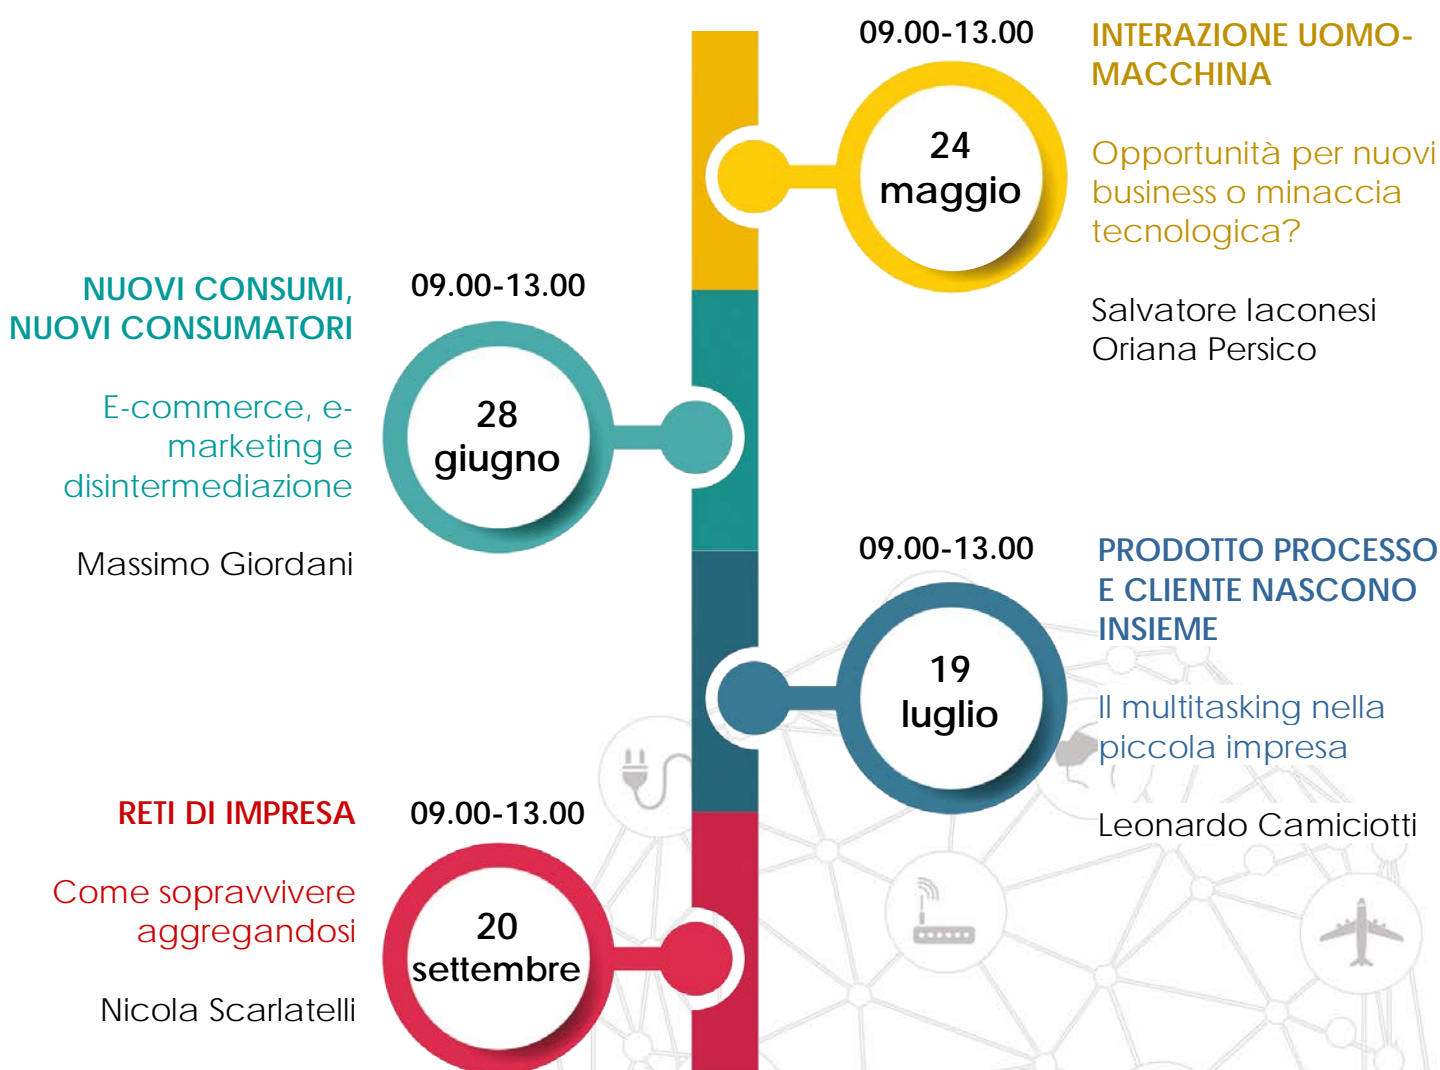 09.00-13.00
24
maggio
INTERAZIONE UOMO-
MACCHINA
Opportunità per nuovi
business o minaccia
tecnologica?
Salvatore Iaconesi
Oriana Persico
NUOVI CONSUMI,
NUOVI CONSUMATORI
E-commerce, e-
marketing e
disintermediazione
Massimo Giordani
09.00-13.00
28
giugno
09.00-13.00
19
luglio
PRODOTTO PROCESSO
E CLIENTE NASCONO
INSIEME
Il multitasking nella
piccola impresa
Leonardo Camiciotti
RETI DI IMPRESA
Come sopravvivere
aggregandosi
Nicola Scarlatelli
09.00-13.00
20
settembre